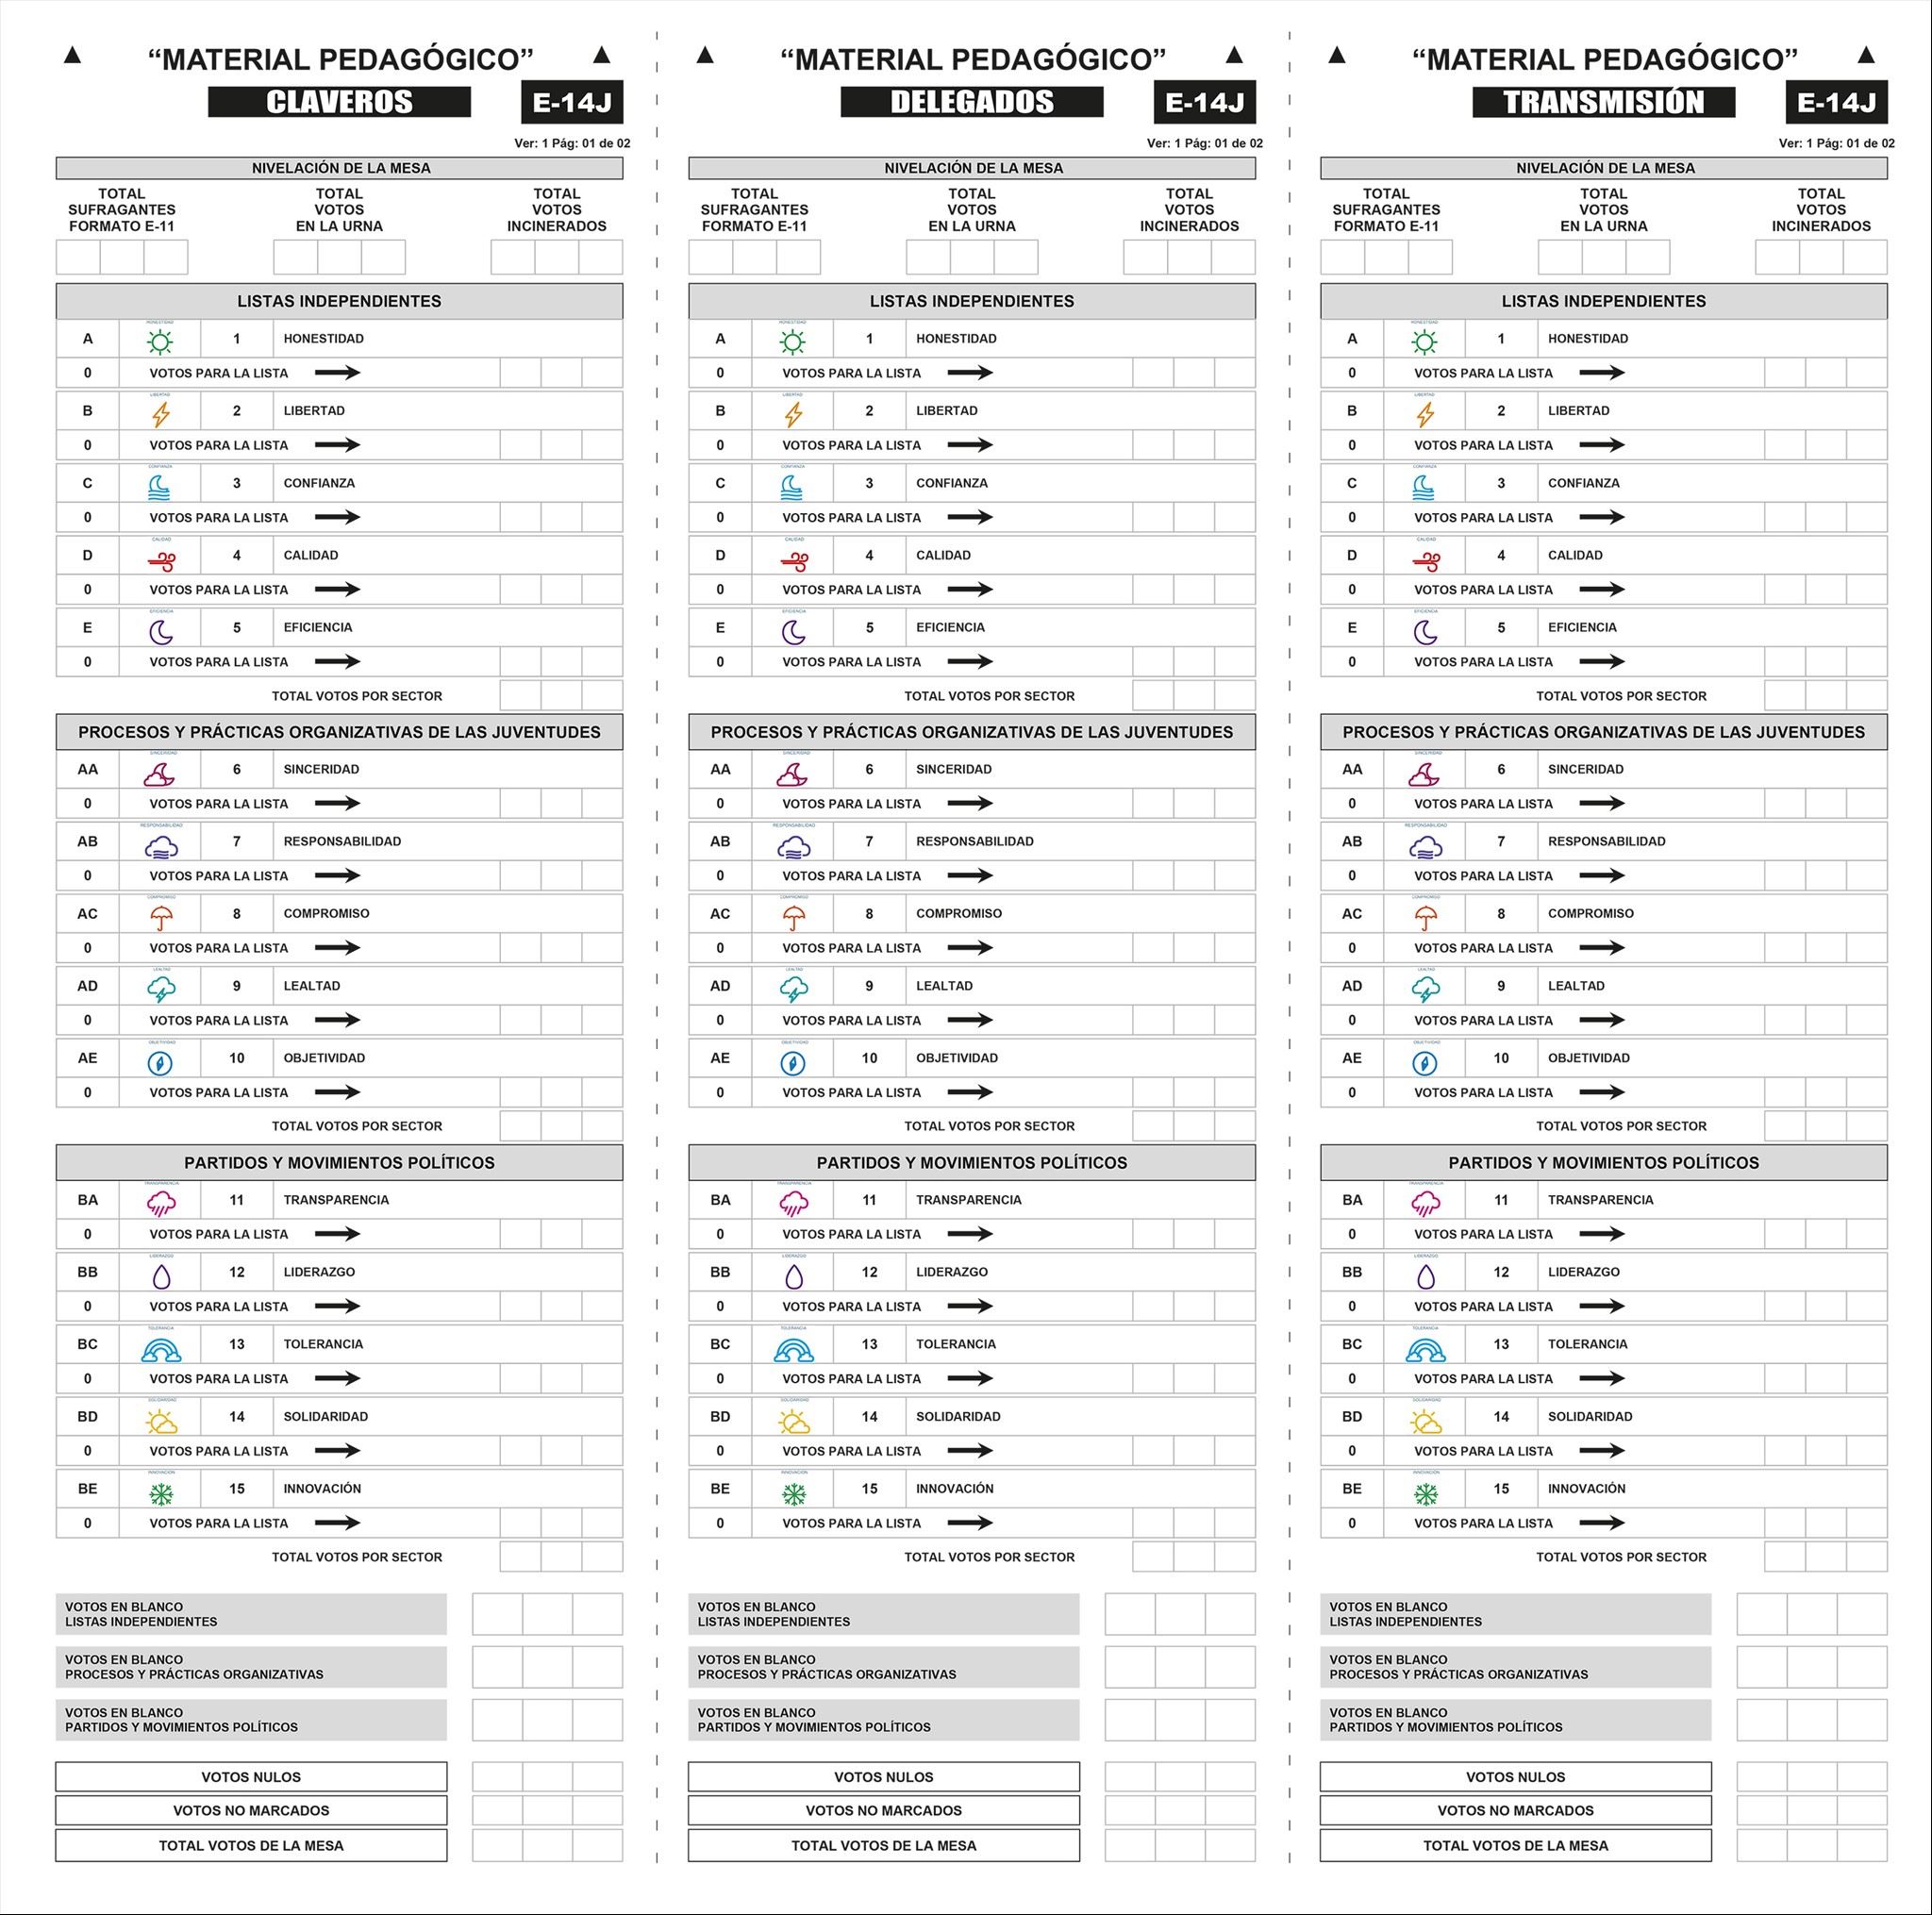 ▲ “MATERIAL PEDAGÓGICO” ▲
CLAVEROS E-14J
Ver: 1 Pág: 01 de 02
NIVELACIÓN DE LA MESA
TOTAL SUFRAGANTES FORMATO E-11
TOTAL VOTOS EN LA URNA
TOTAL VOTOS INCINERADOS
LISTAS INDEPENDIENTES
HONESTIDAD
A 1 HONESTIDAD
0 VOTOS PARA LA LISTA
LIBERTAD
B 2 LIBERTAD
0 VOTOS PARA LA LISTA
CONFIANZA
C 3 CONFIANZA
0 VOTOS PARA LA LISTA
CALIDAD
D 4 CALIDAD
0 VOTOS PARA LA LISTA
EFICIENCIA
E 5 EFICIENCIA
0 VOTOS PARA LA LISTA
TOTAL VOTOS POR SECTOR
PROCESOS Y PRÁCTICAS ORGANIZATIVAS DE LAS JUVENTUDES
SINCERIDAD
AA 6 SINCERIDAD
0 VOTOS PARA LA LISTA
RESPONSABILIDAD
AB 7 RESPONSABILIDAD
0 VOTOS PARA LA LISTA
COMPROMISO
AC 8 COMPROMISO
0 VOTOS PARA LA LISTA
LEALTAD
AD 9 LEALTAD
0 VOTOS PARA LA LISTA
OBJETIVIDAD
AE 10 OBJETIVIDAD
0 VOTOS PARA LA LISTA
TOTAL VOTOS POR SECTOR
PARTIDOS Y MOVIMIENTOS POLÍTICOS
TRANSPARENCIA
BA 11 TRANSPARENCIA
0 VOTOS PARA LA LISTA
LIDERAZGO
BB 12 LIDERAZGO
0 VOTOS PARA LA LISTA
TOLERANCIA
BC 13 TOLERANCIA
0 VOTOS PARA LA LISTA
SOLIDARIDAD
BD 14 SOLIDARIDAD
0 VOTOS PARA LA LISTA
INNOVACIÓN
BE 15 INNOVACIÓN
0 VOTOS PARA LA LISTA
TOTAL VOTOS POR SECTOR
VOTOS EN BLANCO
LISTAS INDEPENDIENTES
VOTOS EN BLANCO
PROCESOS Y PRÁCTICAS ORGANIZATIVAS
VOTOS EN BLANCO
PARTIDOS Y MOVIMIENTOS POLÍTICOS
VOTOS NULOS
VOTOS NO MARCADOS
TOTAL VOTOS DE LA MESA
▲ “MATERIAL PEDAGÓGICO” ▲
DELEGADOS E-14J
Ver: 1 Pág: 01 de 02
NIVELACIÓN DE LA MESA
TOTAL SUFRAGANTES FORMATO E-11
TOTAL VOTOS EN LA URNA
TOTAL VOTOS INCINERADOS
LISTAS INDEPENDIENTES
HONESTIDAD
A 1 HONESTIDAD
0 VOTOS PARA LA LISTA
LIBERTAD
B 2 LIBERTAD
0 VOTOS PARA LA LISTA
CONFIANZA
C 3 CONFIANZA
0 VOTOS PARA LA LISTA
CALIDAD
D 4 CALIDAD
0 VOTOS PARA LA LISTA
EFICIENCIA
E 5 EFICIENCIA
0 VOTOS PARA LA LISTA
TOTAL VOTOS POR SECTOR
PROCESOS Y PRÁCTICAS ORGANIZATIVAS DE LAS JUVENTUDES
SINCERIDAD
AA 6 SINCERIDAD
0 VOTOS PARA LA LISTA
RESPONSABILIDAD
AB 7 RESPONSABILIDAD
0 VOTOS PARA LA LISTA
COMPROMISO
AC 8 COMPROMISO
0 VOTOS PARA LA LISTA
LEALTAD
AD 9 LEALTAD
0 VOTOS PARA LA LISTA
OBJETIVIDAD
AE 10 OBJETIVIDAD
0 VOTOS PARA LA LISTA
TOTAL VOTOS POR SECTOR
PARTIDOS Y MOVIMIENTOS POLÍTICOS
TRANSPARENCIA
BA 11 TRANSPARENCIA
0 VOTOS PARA LA LISTA
LIDERAZGO
BB 12 LIDERAZGO
0 VOTOS PARA LA LISTA
TOLERANCIA
BC 13 TOLERANCIA
0 VOTOS PARA LA LISTA
SOLIDARIDAD
BD 14 SOLIDARIDAD
0 VOTOS PARA LA LISTA
INNOVACIÓN
BE 15 INNOVACIÓN
0 VOTOS PARA LA LISTA
TOTAL VOTOS POR SECTOR
VOTOS EN BLANCO
LISTAS INDEPENDIENTES
VOTOS EN BLANCO
PROCESOS Y PRÁCTICAS ORGANIZATIVAS
VOTOS EN BLANCO
PARTIDOS Y MOVIMIENTOS POLÍTICOS
VOTOS NULOS
VOTOS NO MARCADOS
TOTAL VOTOS DE LA MESA
▲ “MATERIAL PEDAGÓGICO” ▲
TRANSMISIÓN E-14J
Ver: 1 Pág: 01 de 02
NIVELACIÓN DE LA MESA
TOTAL SUFRAGANTES FORMATO E-11
TOTAL VOTOS EN LA URNA
TOTAL VOTOS INCINERADOS
LISTAS INDEPENDIENTES
HONESTIDAD
A 1 HONESTIDAD
0 VOTOS PARA LA LISTA
LIBERTAD
B 2 LIBERTAD
0 VOTOS PARA LA LISTA
CONFIANZA
C 3 CONFIANZA
0 VOTOS PARA LA LISTA
CALIDAD
D 4 CALIDAD
0 VOTOS PARA LA LISTA
EFICIENCIA
E 5 EFICIENCIA
0 VOTOS PARA LA LISTA
TOTAL VOTOS POR SECTOR
PROCESOS Y PRÁCTICAS ORGANIZATIVAS DE LAS JUVENTUDES
SINCERIDAD
AA 6 SINCERIDAD
0 VOTOS PARA LA LISTA
RESPONSABILIDAD
AB 7 RESPONSABILIDAD
0 VOTOS PARA LA LISTA
COMPROMISO
AC 8 COMPROMISO
0 VOTOS PARA LA LISTA
LEALTAD
AD 9 LEALTAD
0 VOTOS PARA LA LISTA
OBJETIVIDAD
AE 10 OBJETIVIDAD
0 VOTOS PARA LA LISTA
TOTAL VOTOS POR SECTOR
PARTIDOS Y MOVIMIENTOS POLÍTICOS
TRANSPARENCIA
BA 11 TRANSPARENCIA
0 VOTOS PARA LA LISTA
LIDERAZGO
BB 12 LIDERAZGO
0 VOTOS PARA LA LISTA
TOLERANCIA
BC 13 TOLERANCIA
0 VOTOS PARA LA LISTA
SOLIDARIDAD
BD 14 SOLIDARIDAD
0 VOTOS PARA LA LISTA
INNOVACIÓN
BE 15 INNOVACIÓN
0 VOTOS PARA LA LISTA
TOTAL VOTOS POR SECTOR
VOTOS EN BLANCO
LISTAS INDEPENDIENTES
VOTOS EN BLANCO
PROCESOS Y PRÁCTICAS ORGANIZATIVAS
VOTOS EN BLANCO
PARTIDOS Y MOVIMIENTOS POLÍTICOS
VOTOS NULOS
VOTOS NO MARCADOS
TOTAL VOTOS DE LA MESA